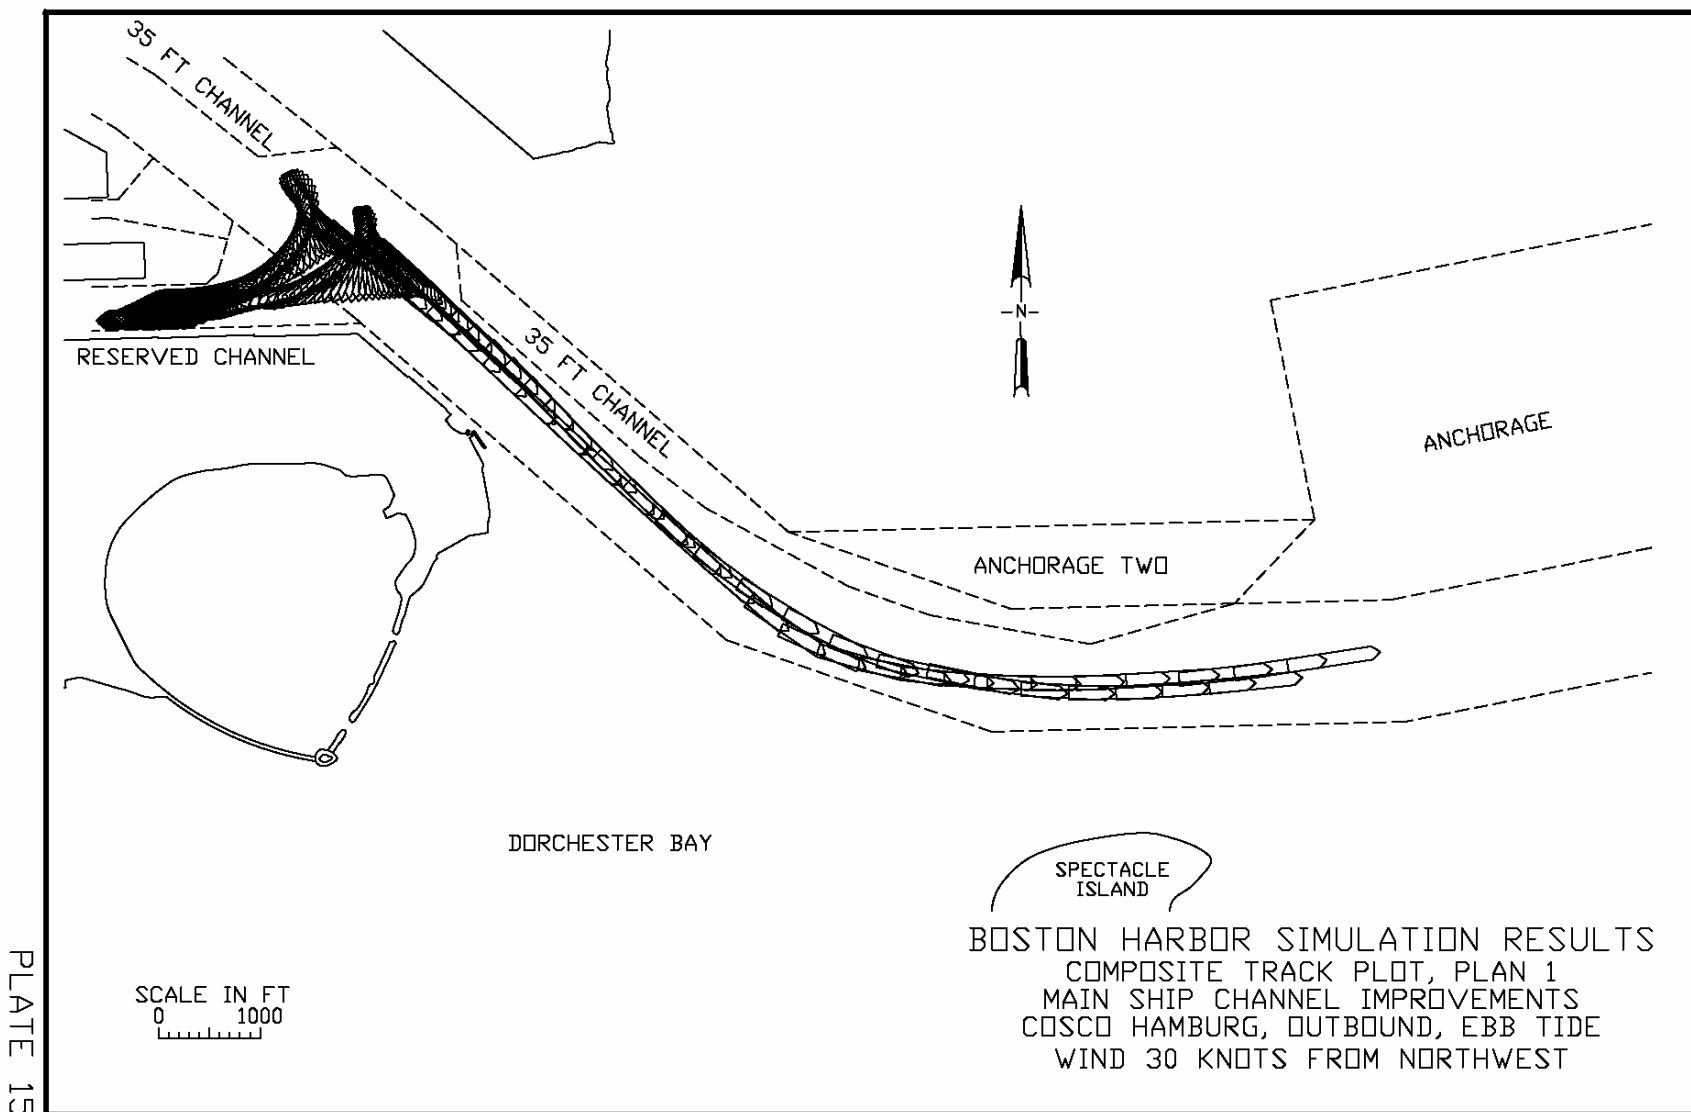 35 FT CHANNEL
RESERVED CHANNEL
35 FT CHANNEL
-N-
ANCHORAGE
ANCHORAGE TWO
DORCHESTER BAY
SPECTACLE
ISLAND
BOSTON HARBOR SIMULATION RESULTS
COMPOSITE TRACK PLOT, PLAN 1
MAIN SHIP CHANNEL IMPROVEMENTS
COSCO HAMBURG, OUTBOUND, EBB TIDE
WIND 30 KNOTS FROM NORTHWEST
SCALE IN FT
0 1000
PLATE 15